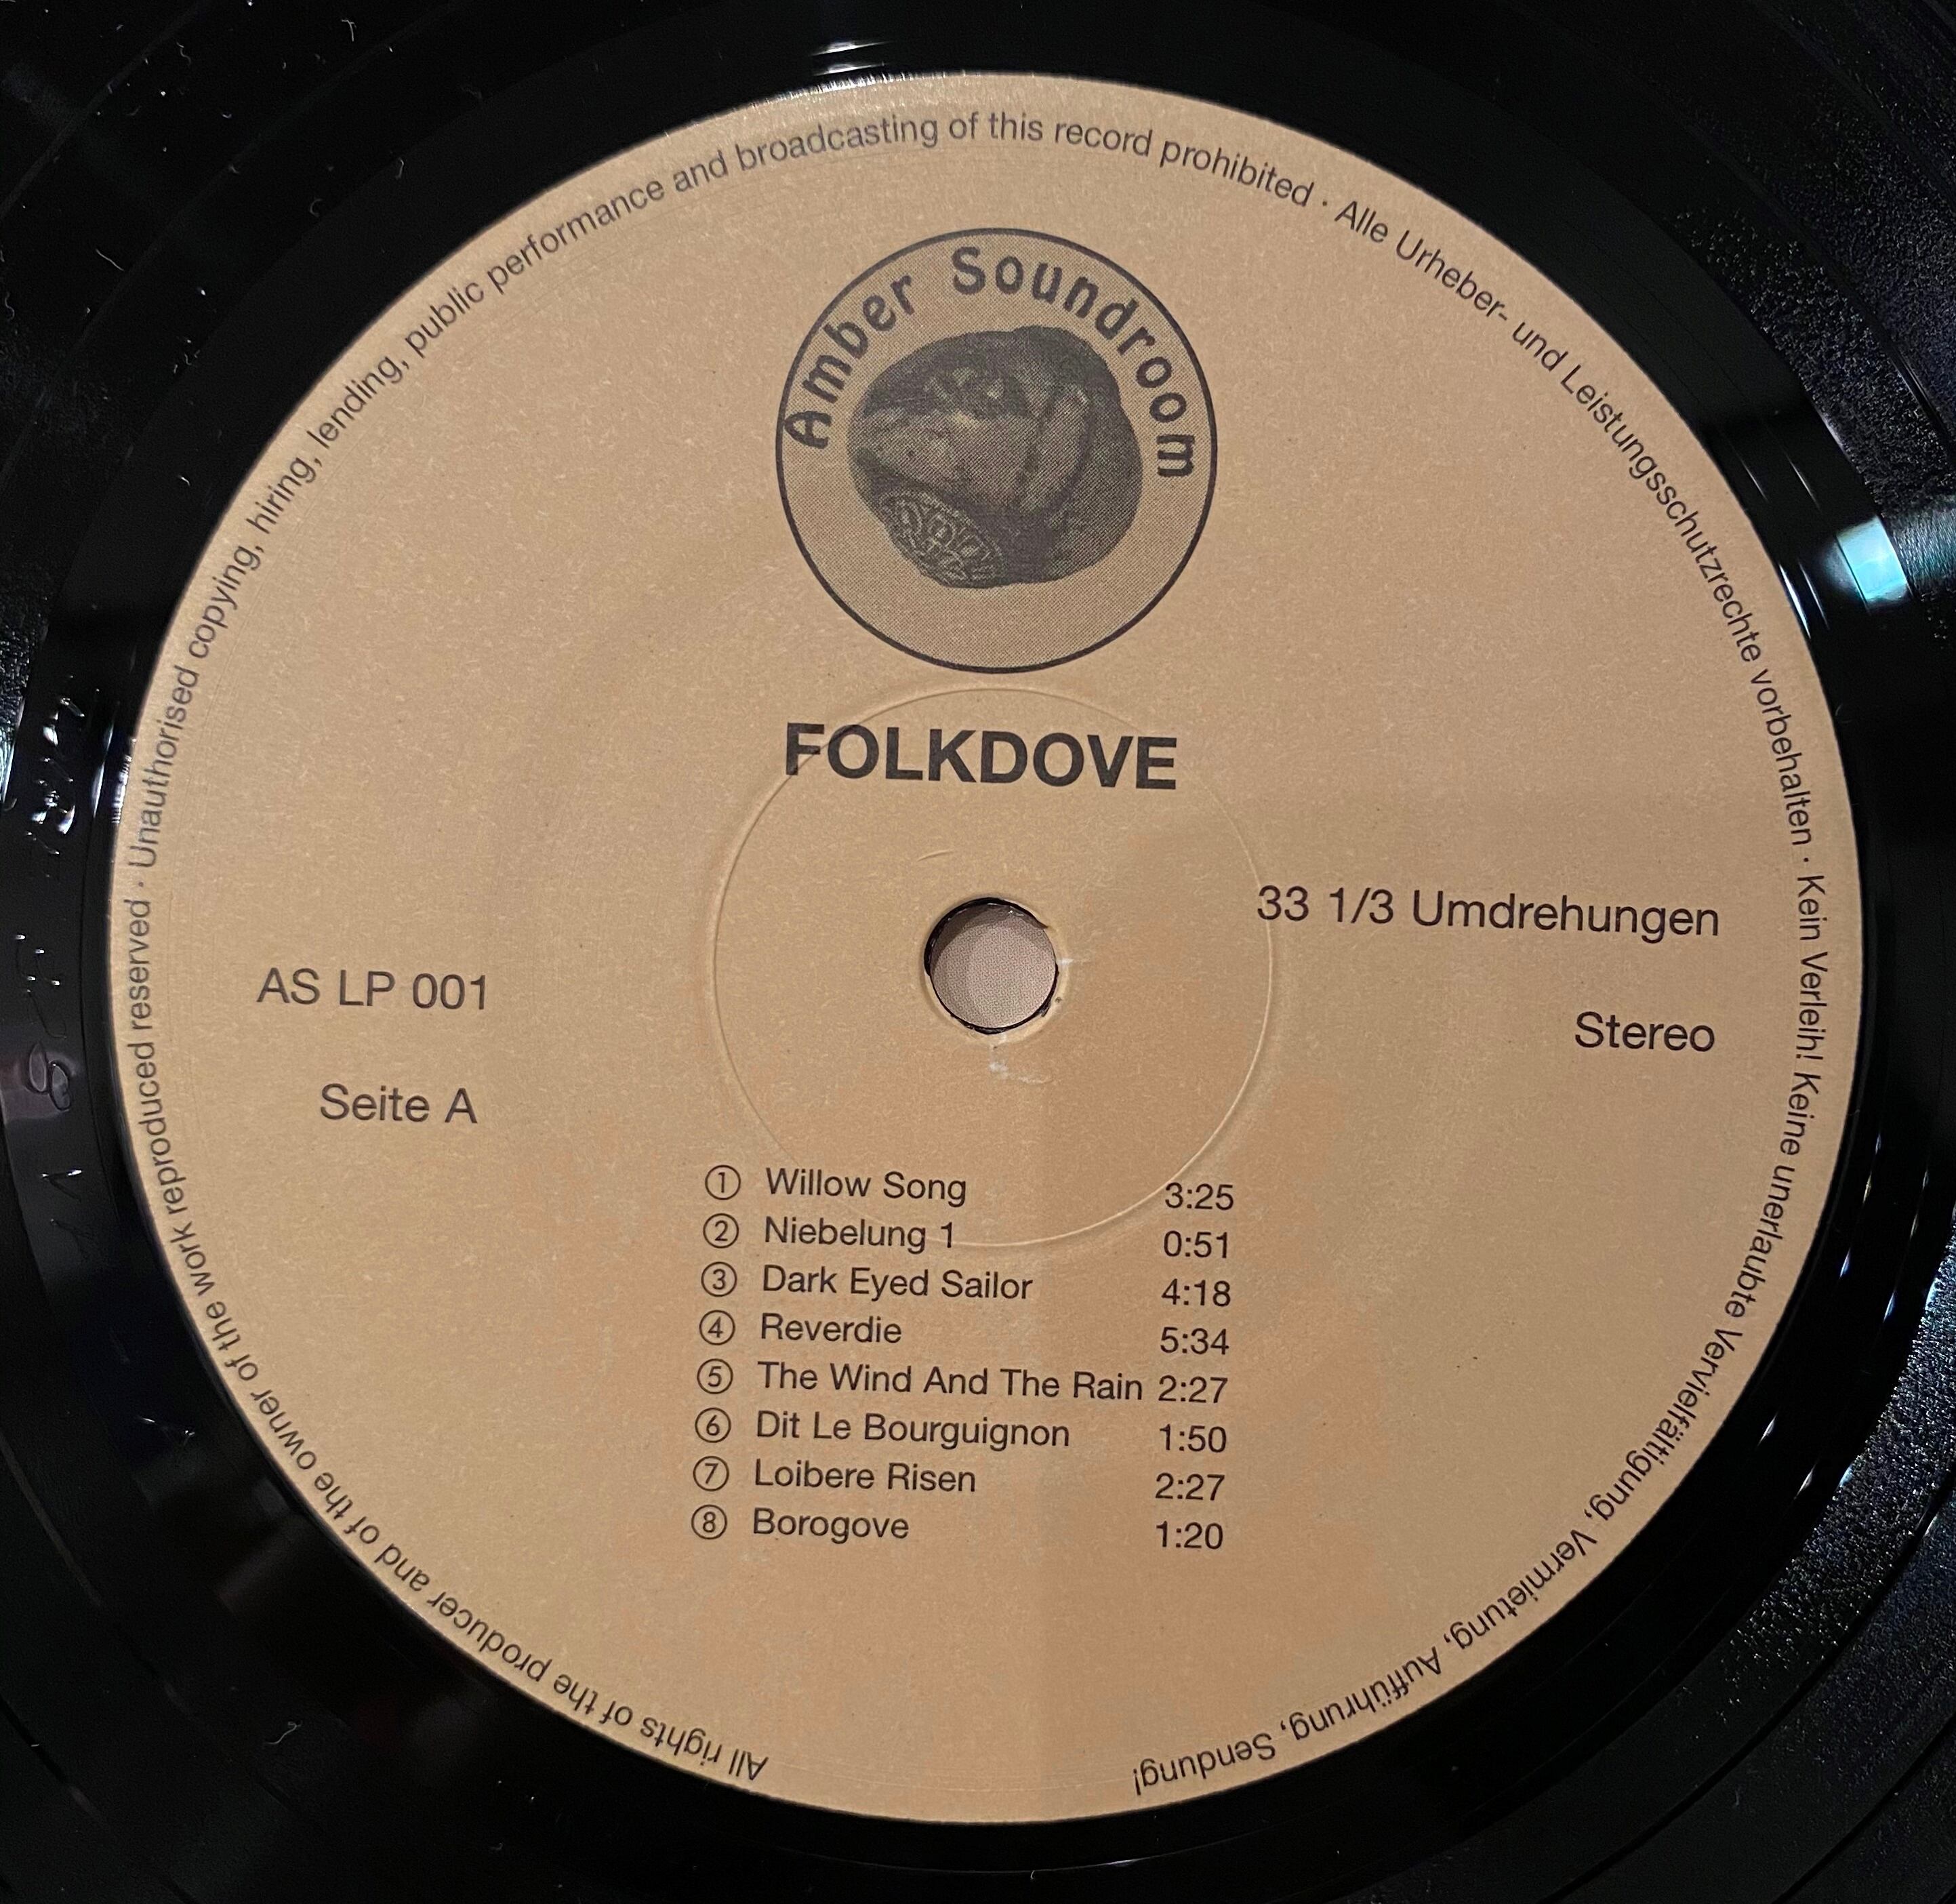 All rights of the producer and of the owner of the work reproduced reserved · Unauthorised copying, hiring, lending, public performance and broadcasting of this record prohibited · Alle Urheber- und Leistungsschutzrechte vorbehalten · Kein Verleih! Keine unerlaubte Vervielfältigung, Vermietung, Aufführung, Sendung!
Amber Soundroom
FOLKDOVE
33 1/3 Umdrehungen
AS LP 001
Stereo
Seite A
① Willow Song 3:25
② Niebelung 1 0:51
③ Dark Eyed Sailor 4:18
④ Reverdie 5:34
⑤ The Wind And The Rain 2:27
⑥ Dit Le Bourguignon 1:50
⑦ Loibere Risen 2:27
⑧ Borogove 1:20